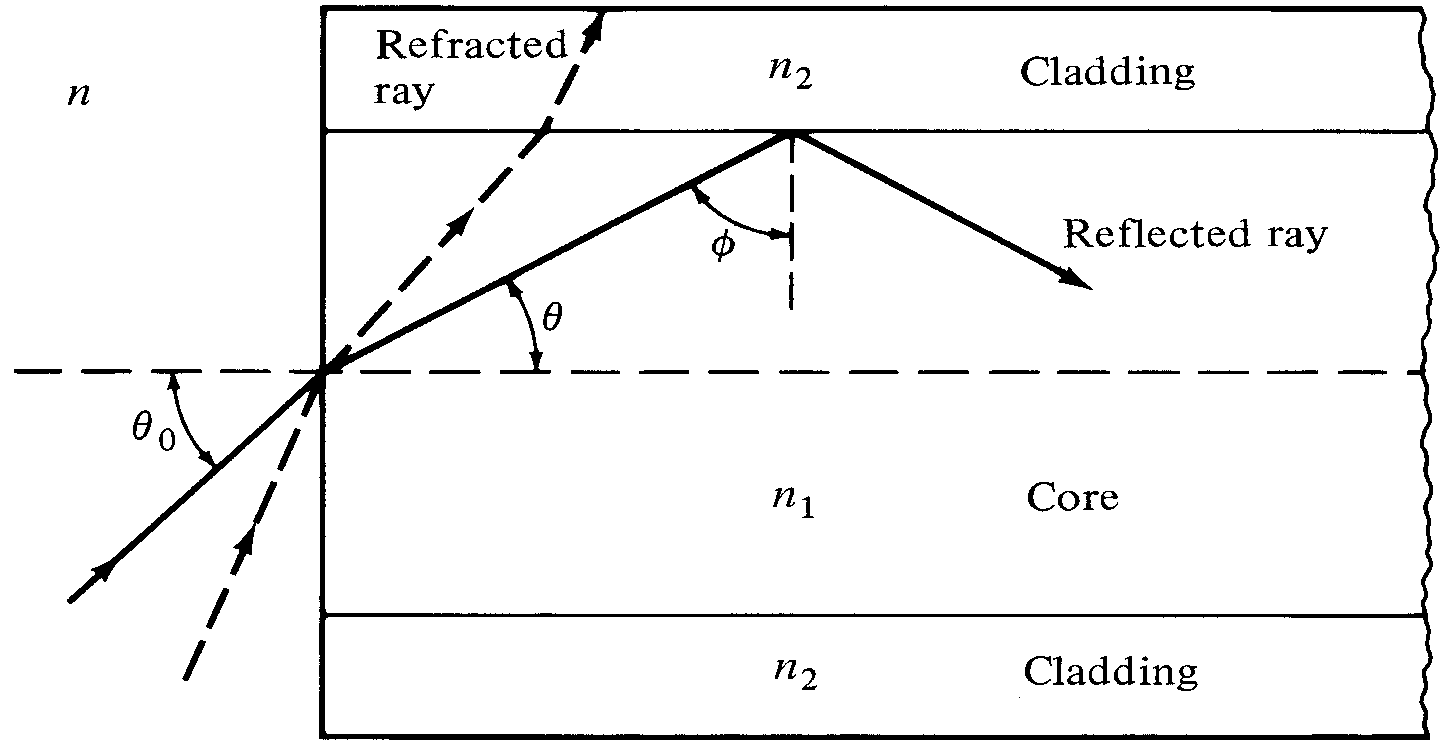 Refracted
ray
n
n₂
Cladding
Reflected ray
ϕ
θ
θ₀
n₁
Core
n₂
Cladding